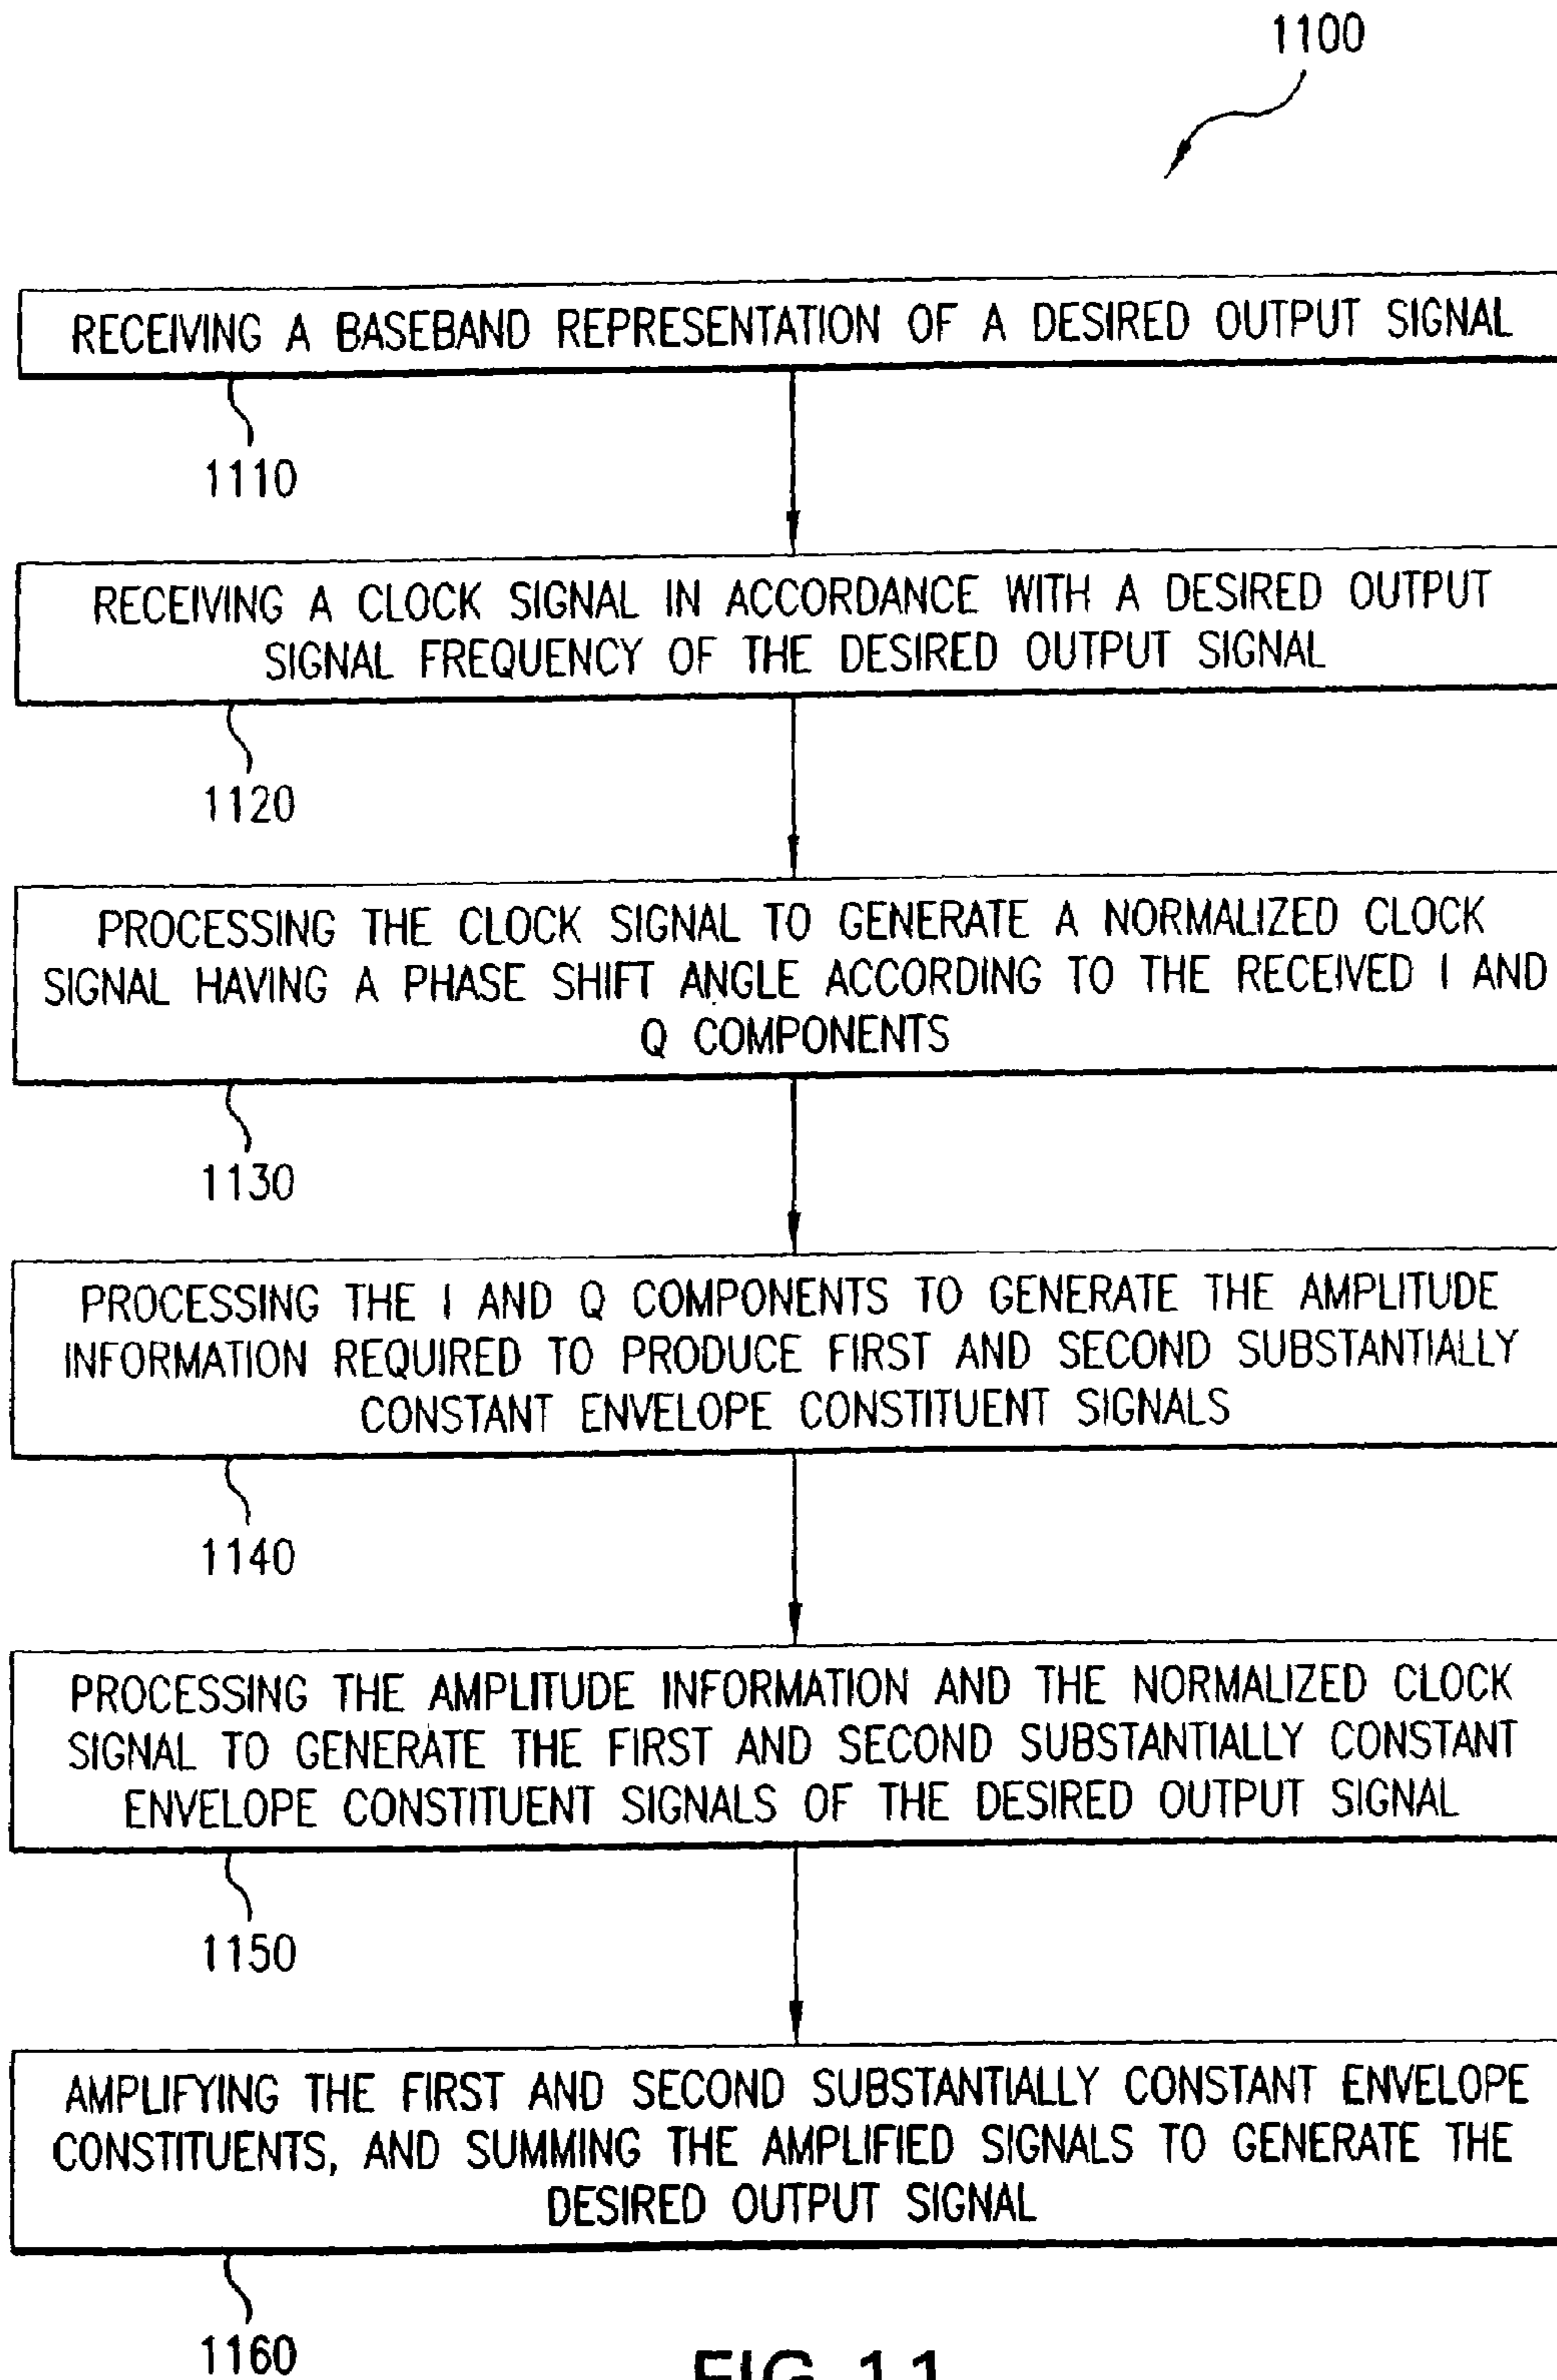 1100
RECEIVING A BASEBAND REPRESENTATION OF A DESIRED OUTPUT SIGNAL
1110
RECEIVING A CLOCK SIGNAL IN ACCORDANCE WITH A DESIRED OUTPUT
SIGNAL FREQUENCY OF THE DESIRED OUTPUT SIGNAL
1120
PROCESSING THE CLOCK SIGNAL TO GENERATE A NORMALIZED CLOCK
SIGNAL HAVING A PHASE SHIFT ANGLE ACCORDING TO THE RECEIVED I AND
Q COMPONENTS
1130
PROCESSING THE I AND Q COMPONENTS TO GENERATE THE AMPLITUDE
INFORMATION REQUIRED TO PRODUCE FIRST AND SECOND SUBSTANTIALLY
CONSTANT ENVELOPE CONSTITUENT SIGNALS
1140
PROCESSING THE AMPLITUDE INFORMATION AND THE NORMALIZED CLOCK
SIGNAL TO GENERATE THE FIRST AND SECOND SUBSTANTIALLY CONSTANT
ENVELOPE CONSTITUENT SIGNALS OF THE DESIRED OUTPUT SIGNAL
1150
AMPLIFYING THE FIRST AND SECOND SUBSTANTIALLY CONSTANT ENVELOPE
CONSTITUENTS, AND SUMMING THE AMPLIFIED SIGNALS TO GENERATE THE
DESIRED OUTPUT SIGNAL
1160
FIG. 11